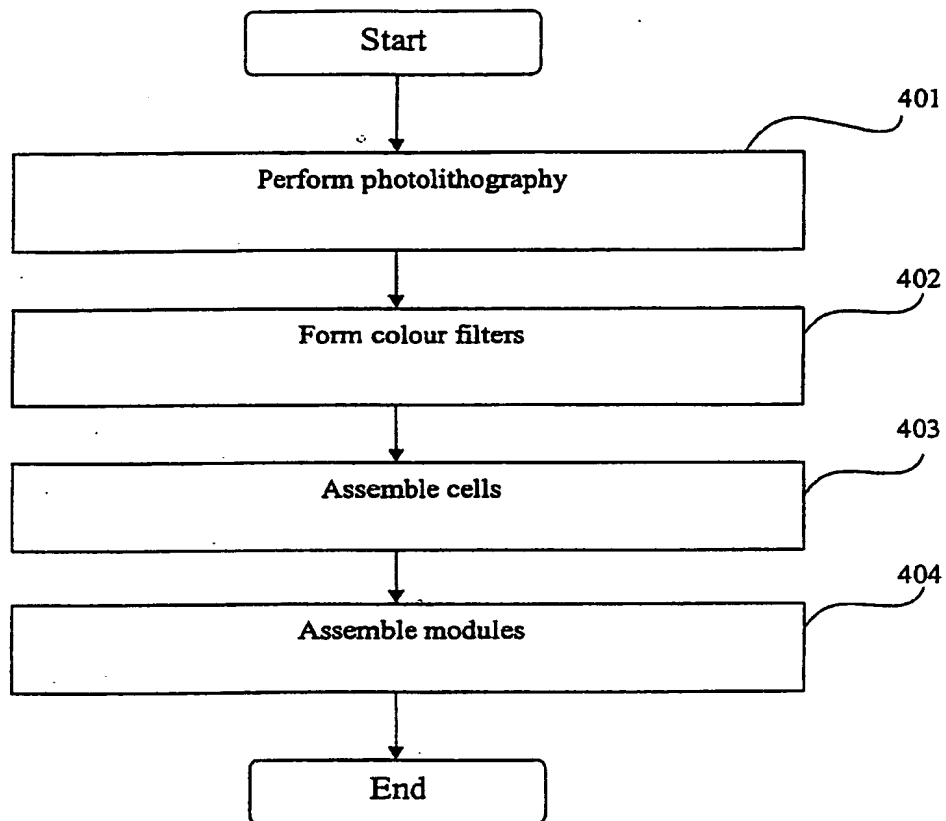 Start
401
Perform photolithography
402
Form colour filters
403
Assemble cells
404
Assemble modules
End